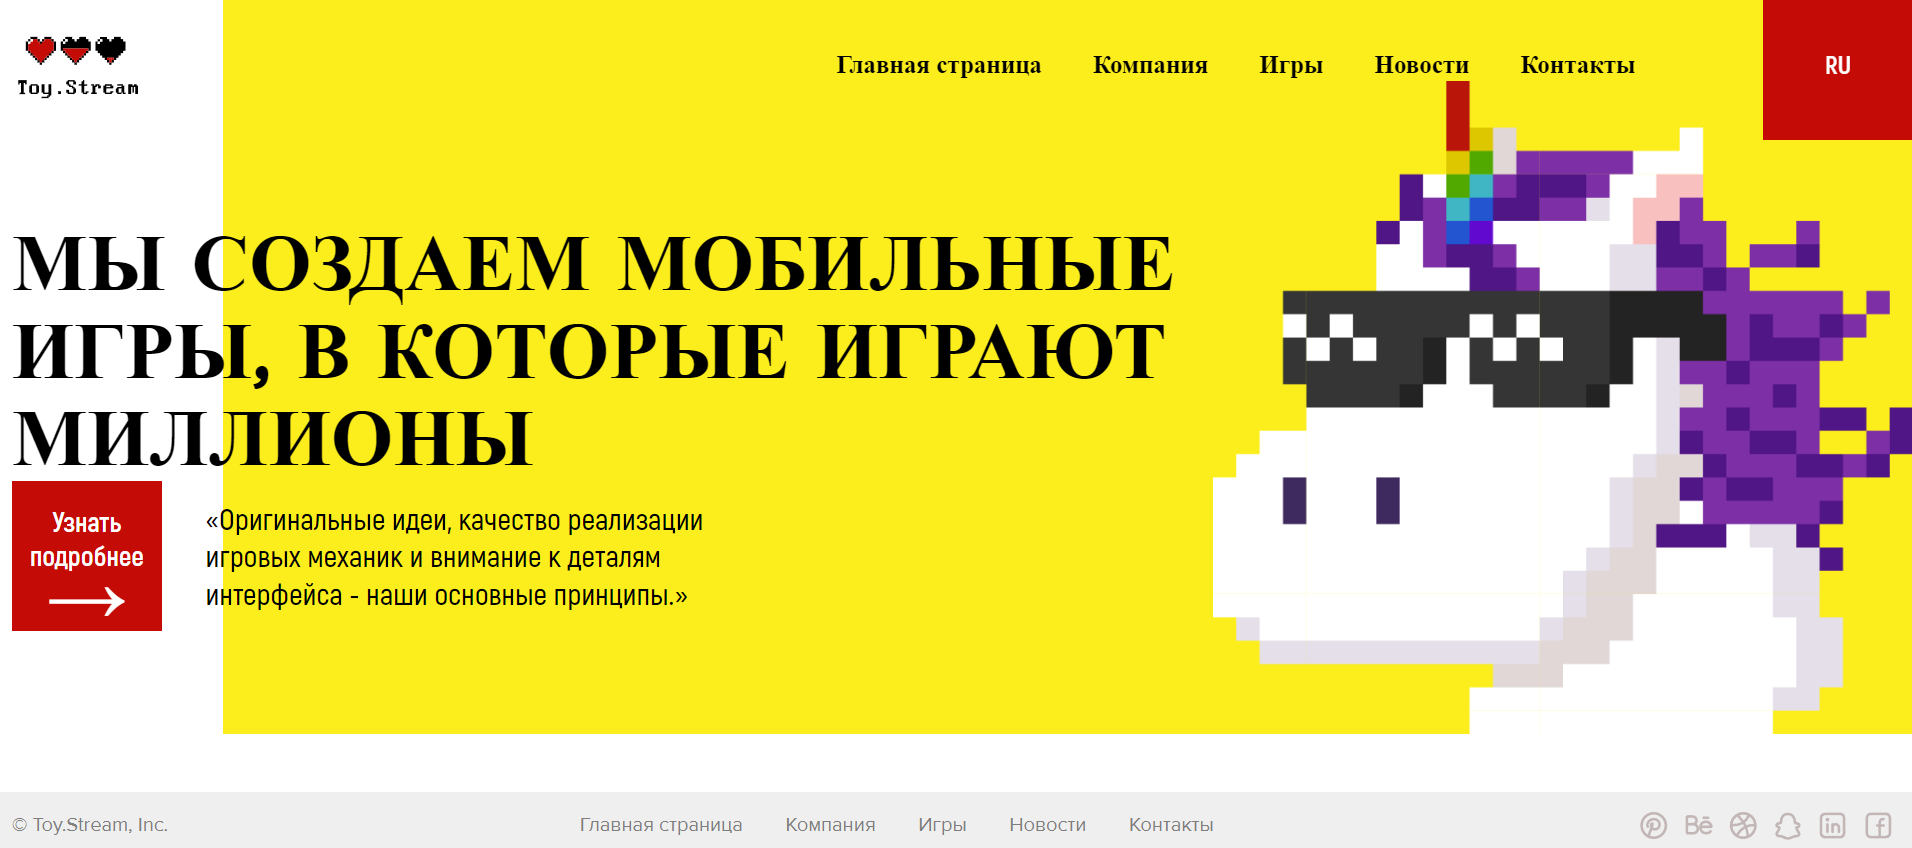 Toy.Stream
Главная страница Компания Игры Новости Контакты
RU
МЫ СОЗДАЕМ МОБИЛЬНЫЕ
ИГРЫ, В КОТОРЫЕ ИГРАЮТ
МИЛЛИОНЫ
Узнать
подробнее
«Оригинальные идеи, качество реализации
игровых механик и внимание к деталям
интерфейса - наши основные принципы.»
© Toy.Stream, Inc.
Главная страница Компания Игры Новости Контакты